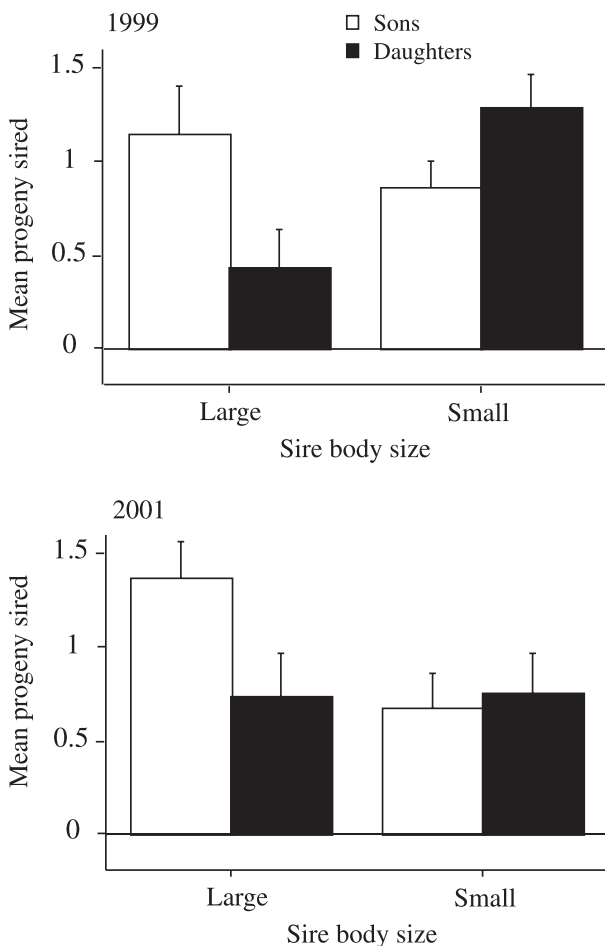 1999
Sons
Daughters
1.5
1
0.5
0
Mean progeny sired
Large
Small
Sire body size
2001
1.5
1
0.5
0
Mean progeny sired
Large
Small
Sire body size